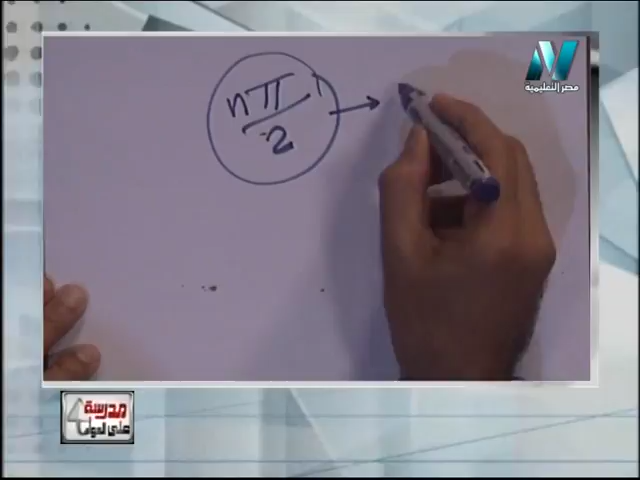 مصر التعليمية
nπ
2
مدرسة
على الهواء